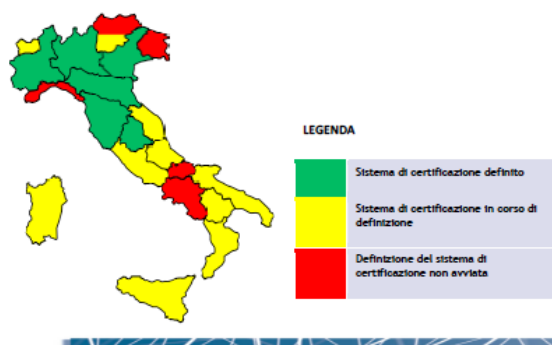 LEGENDA
Sistema di certificazione definito
Sistema di certificazione in corso di
definizione
Definizione del sistema di
certificazione non avviata